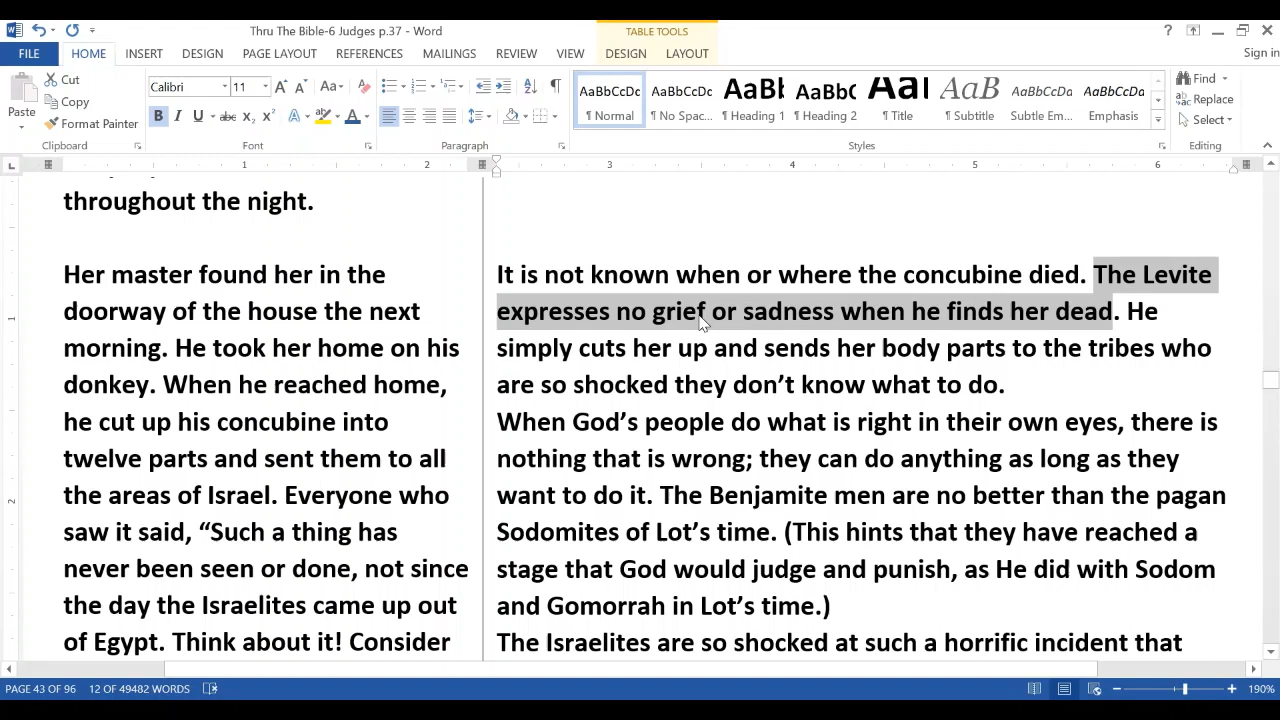 Thru The Bible-6 Judges p.37 - Word
TABLE TOOLS
FILE HOME INSERT DESIGN PAGE LAYOUT REFERENCES MAILINGS REVIEW VIEW DESIGN LAYOUT
Sign in
Paste
Cut
Copy
Format Painter
Calibri 11
AaBbCcDc AaBbCcDc
¶ Normal ¶ No Spac... ¶ Heading 1 ¶ Heading 2 ¶ Title ¶ Subtitle Subtle Em... Emphasis
Find
Replace
Select
Clipboard Font Paragraph Styles Editing
1 2 3 4 5 6
throughout the night.
Her master found her in the
doorway of the house the next
morning. He took her home on his
donkey. When he reached home,
he cut up his concubine into
twelve parts and sent them to all
the areas of Israel. Everyone who
saw it said, “Such a thing has
never been seen or done, not since
the day the Israelites came up out
of Egypt. Think about it! Consider
It is not known when or where the concubine died. The Levite
expresses no grief or sadness when he finds her dead. He
simply cuts her up and sends her body parts to the tribes who
are so shocked they don’t know what to do.
When God’s people do what is right in their own eyes, there is
nothing that is wrong; they can do anything as long as they
want to do it. The Benjamite men are no better than the pagan
Sodomites of Lot’s time. (This hints that they have reached a
stage that God would judge and punish, as He did with Sodom
and Gomorrah in Lot’s time.)
The Israelites are so shocked at such a horrific incident that
PAGE 43 OF 96 12 OF 49482 WORDS
190%